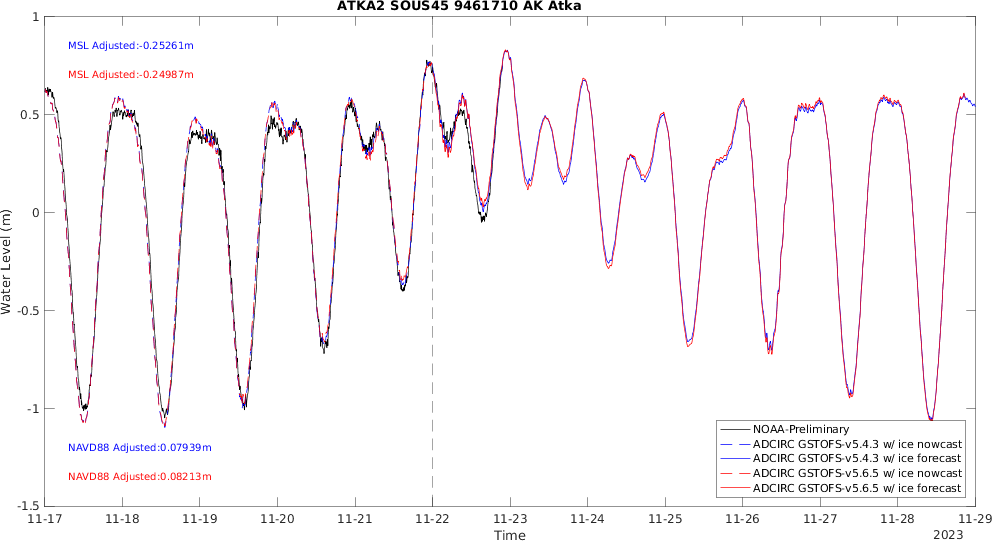 ATKA2 SOUS45 9461710 AK Atka
1
MSL Adjusted:-0.25261m
MSL Adjusted:-0.24987m
0.5
0
Water Level (m)
-0.5
-1
NAVD88 Adjusted:0.07939m
NAVD88 Adjusted:0.08213m
NOAA-Preliminary
ADCIRC GSTOFS-v5.4.3 w/ ice nowcast
ADCIRC GSTOFS-v5.4.3 w/ ice forecast
ADCIRC GSTOFS-v5.6.5 w/ ice nowcast
ADCIRC GSTOFS-v5.6.5 w/ ice forecast
-1.5
11-17 11-18 11-19 11-20 11-21 11-22 11-23 11-24 11-25 11-26 11-27 11-28 11-29
Time
2023